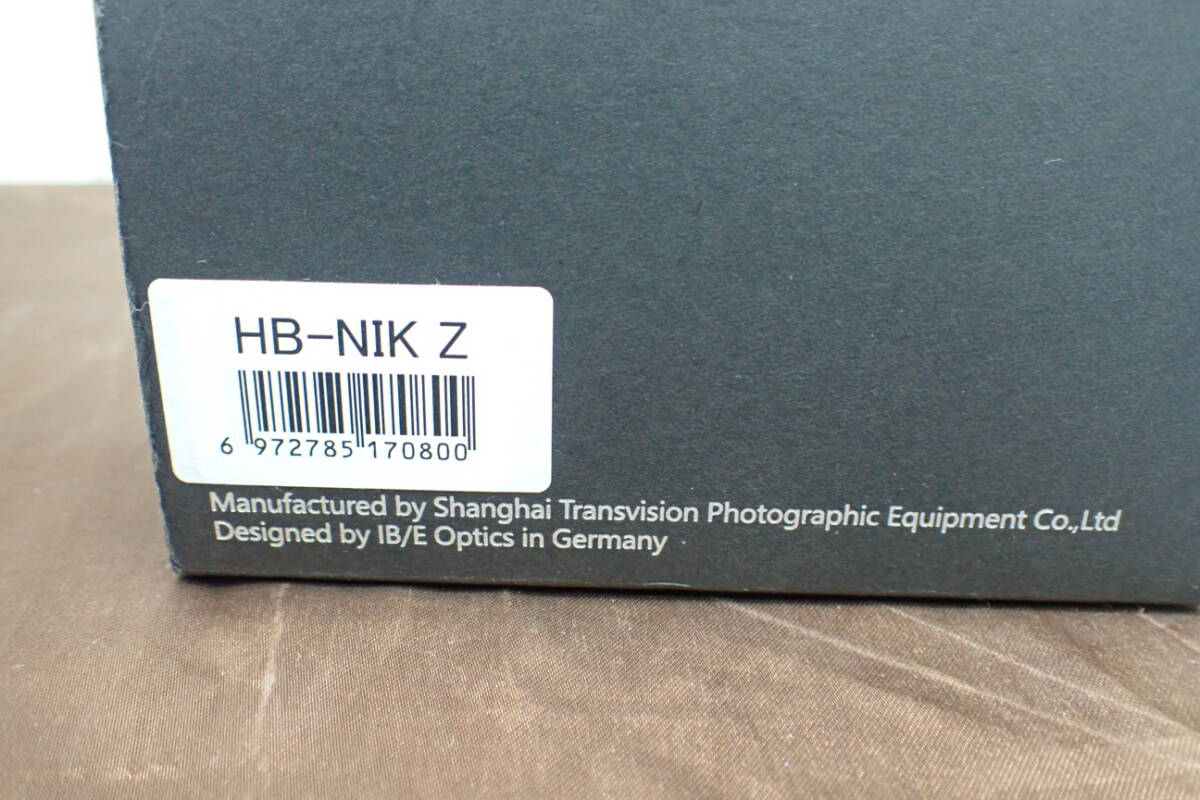 HB-NIK Z
6 972785 170800
Manufactured by Shanghai Transvision Photographic Equipment Co.,Ltd
Designed by IB/E Optics in Germany